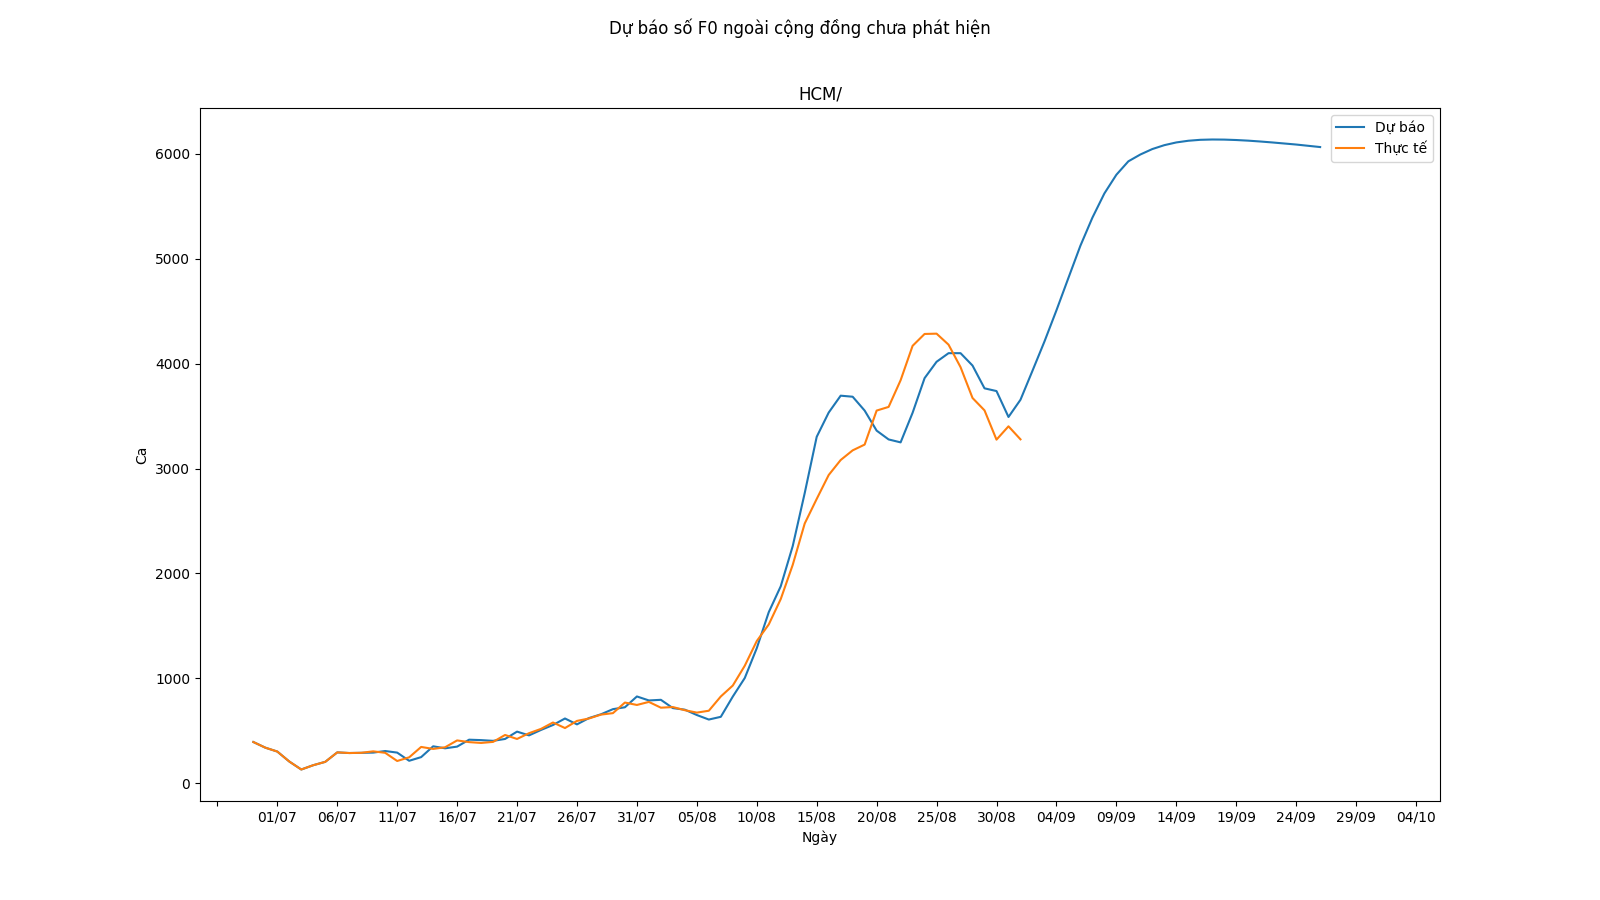 Dự báo số F0 ngoài cộng đồng chưa phát hiện
HCM/
Dự báo
Thực tế
6000
5000
4000
3000
2000
1000
0
Ca
01/07 06/07 11/07 16/07 21/07 26/07 31/07 05/08 10/08 15/08 20/08 25/08 30/08 04/09 09/09 14/09 19/09 24/09 29/09 04/10
Ngày